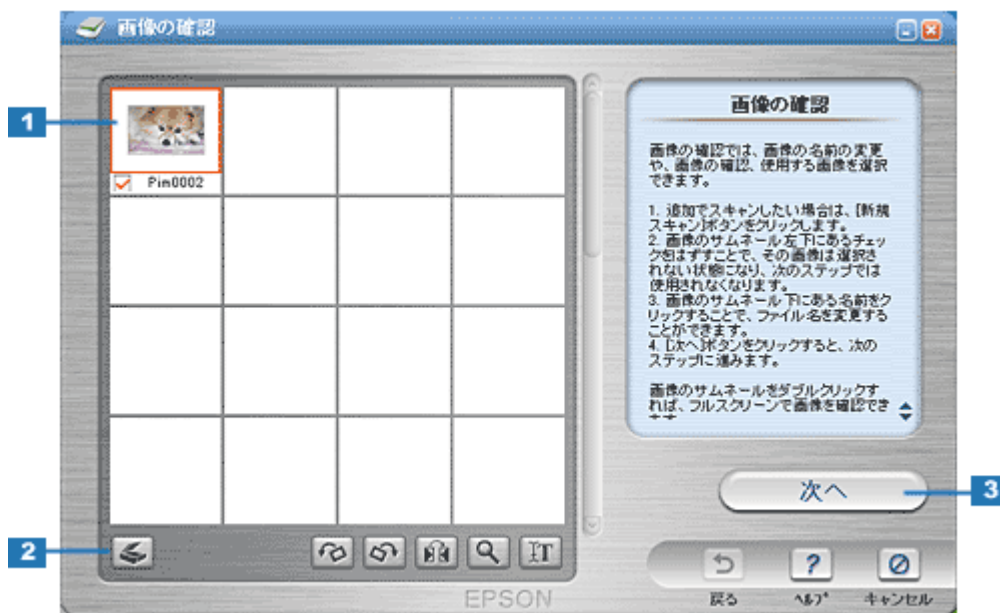 画像の確認
1
Pin0002
画像の確認
画像の確認では、画像の名前の変更
や、画像の確認、使用する画像を選択
できます。
1. 追加でスキャンしたい場合は、[新規
スキャン]ボタンをクリックします。
2. 画像のサムネール左下にあるチェッ
クをはずすことで、その画像は選択さ
れない状態になり、次のステップでは
使用されなくなります。
3. 画像のサムネール下にある名前をク
リックすることで、ファイル名を変更する
ことができます。
4. [次へ]ボタンをクリックすると、次の
ステップに進みます。
画像のサムネールをダブルクリックす
れば、フルスクリーンで画像を確認でき
次へ
3
2
T
EPSON
戻る
?
ヘルプ
キャンセル